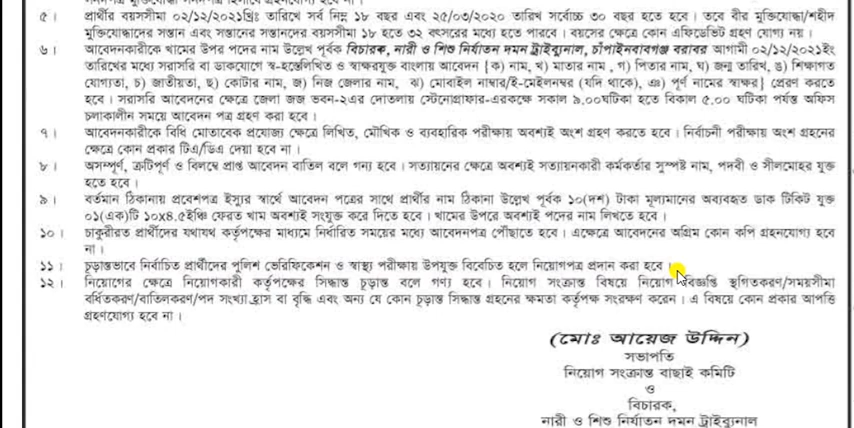 ৫। প্রার্থীর বয়সসীমা ০২/১২/২০২১খ্রিঃ তারিখে সর্ব নিম্ন ১৮ বছর এবং ২৫/০৩/২০২০ তারিখ সর্বোচ্চ ৩০ বছর হতে হবে। তবে বীর মুক্তিযোদ্ধা/শহীদ
মুক্তিযোদ্ধাদের সন্তান এবং সন্তানের সন্তানদের বয়সসীমা ১৮ হতে ৩২ বৎসরের মধ্যে হতে পারবে। বয়সের ক্ষেত্রে কোন এফিডেভিট গ্রহণ যোগ্য নয়।
৬। আবেদনকারীকে খামের উপর পদের নাম উল্লেখ পূর্বক বিচারক, নারী ও শিশু নির্যাতন দমন ট্রাইব্যুনাল, চাঁপাইনবাবগঞ্জ বরাবর আগামী ০২/১২/২০২১ইং
তারিখের মধ্যে সরাসরি বা ডাকযোগে স্ব-হস্তেলিখিত ও স্বাক্ষরযুক্ত বাংলায় আবেদন {ক) নাম, খ) মাতার নাম, গ) পিতার নাম, ঘ) জন্ম তারিখ, ঙ) শিক্ষাগত
যোগ্যতা, চ) জাতীয়তা, ছ) কোটার নাম, জ) নিজ জেলার নাম, ঝ) মোবাইল নাম্বার/ই-মেইলনম্বর (যদি থাকে), ঞ) পূর্ণ নামের স্বাক্ষর} প্রেরণ করতে
হবে। সরাসরি আবেদনের ক্ষেত্রে জেলা জজ ভবন-২এর দোতলায় স্টেনোগ্রাফার-এরকক্ষে সকাল ৯.০০ঘটিকা হতে বিকাল ৫.০০ ঘটিকা পর্যন্ত অফিস
চলাকালীন সময়ে আবেদন পত্র গ্রহণ করা হবে।
৭। আবেদনকারীকে বিধি মোতাবেক প্রযোজ্য ক্ষেত্রে লিখিত, মৌখিক ও ব্যবহারিক পরীক্ষায় অবশ্যই অংশ গ্রহণ করতে হবে। নির্বাচনী পরীক্ষায় অংশ গ্রহনের
ক্ষেত্রে কোন প্রকার টিএ/ডিএ দেয়া হবে না।
৮। অসম্পূর্ণ, ত্রুটিপূর্ণ ও বিলম্বে প্রাপ্ত আবেদন বাতিল বলে গন্য হবে। সত্যায়নের ক্ষেত্রে অবশ্যই সত্যায়নকারী কর্মকর্তার সুস্পষ্ট নাম, পদবী ও সীলমোহর যুক্ত
হতে হবে।
৯। বর্তমান ঠিকানায় প্রবেশপত্র ইস্যুর স্বার্থে আবেদন পত্রের সাথে প্রার্থীর নাম ঠিকানা উল্লেখ পূর্বক ১০(দশ) টাকা মূল্যমানের অব্যবহৃত ডাক টিকিট যুক্ত
০১(এক)টি ১০x৪.৫ইঞ্চি ফেরত খাম অবশ্যই সংযুক্ত করে দিতে হবে। খামের উপরে অবশ্যই পদের নাম লিখতে হবে।
১০। চাকুরীরত প্রার্থীদের যথাযথ কর্তৃপক্ষের মাধ্যমে নির্ধারিত সময়ের মধ্যে আবেদনপত্র পৌঁছাতে হবে। এক্ষেত্রে আবেদনের অগ্রিম কোন কপি গ্রহনযোগ্য হবে
না।
১১। চূড়ান্তভাবে নির্বাচিত প্রার্থীদের পুলিশ ভেরিফিকেশন ও স্বাস্থ্য পরীক্ষায় উপযুক্ত বিবেচিত হলে নিয়োগপত্র প্রদান করা হবে।
১২। নিয়োগের ক্ষেত্রে নিয়োগকারী কর্তৃপক্ষের সিদ্ধান্ত চূড়ান্ত বলে গণ্য হবে। নিয়োগ সংক্রান্ত বিষয়ে নিয়োগ বিজ্ঞপ্তি স্থগিতকরণ/সময়সীমা
বর্ধিতকরণ/বাতিলকরণ/পদ সংখ্যা হ্রাস বা বৃদ্ধি এবং অন্য যে কোন চূড়ান্ত সিদ্ধান্ত গ্রহনের ক্ষমতা কর্তৃপক্ষ সংরক্ষণ করেন। এ বিষয়ে কোন প্রকার আপত্তি
গ্রহণযোগ্য হবে না।
(মোঃ আয়েজ উদ্দিন)
সভাপতি
নিয়োগ সংক্রান্ত বাছাই কমিটি
ও
বিচারক,
নারী ও শিশু নির্যাতন দমন ট্রাইব্যুনাল